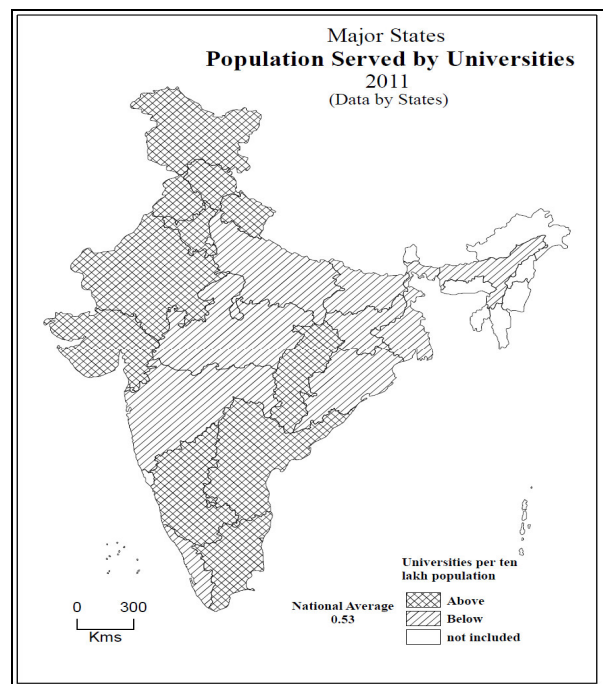 Major States
Population Served by Universities
2011
(Data by States)
Universities per ten
lakh population
National Average
0.53
Above
Below
not included
0 300
Kms